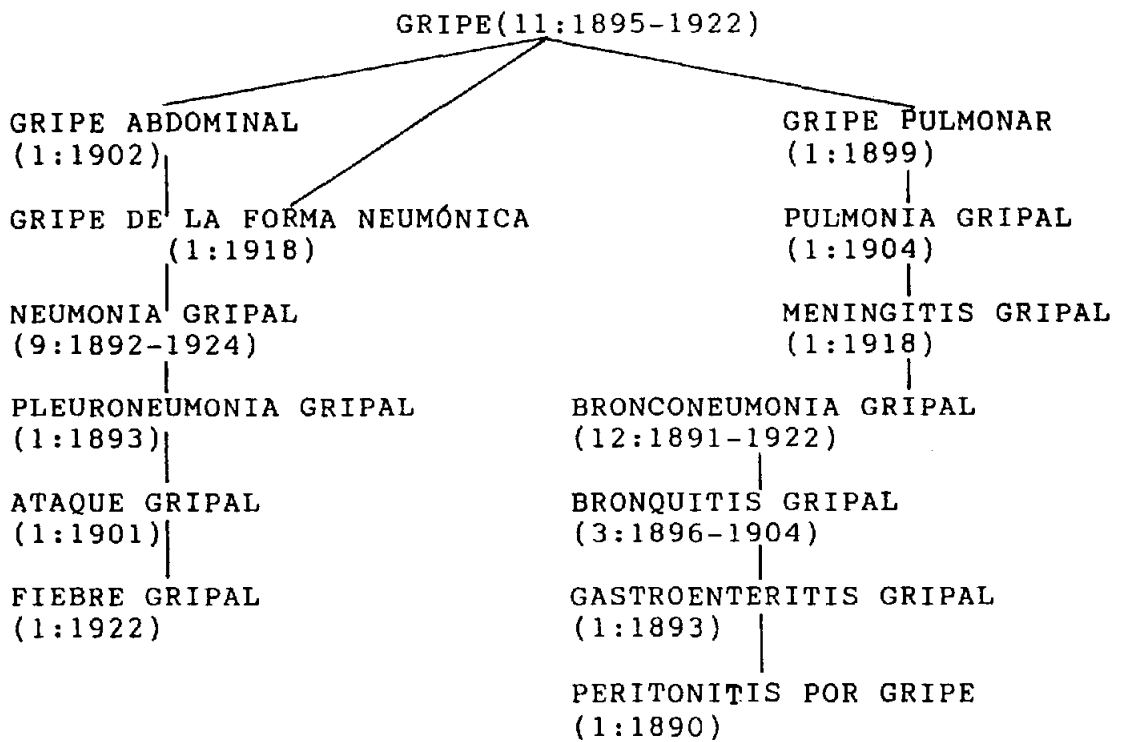 GRIPE(11:1895-1922)
GRIPE ABDOMINAL
(1:1902)
GRIPE DE LA FORMA NEUMÓNICA
(1:1918)
NEUMONIA GRIPAL
(9:1892-1924)
PLEURONEUMONIA GRIPAL
(1:1893)
ATAQUE GRIPAL
(1:1901)
FIEBRE GRIPAL
(1:1922)
GRIPE PULMONAR
(1:1899)
PULMONIA GRIPAL
(1:1904)
MENINGITIS GRIPAL
(1:1918)
BRONCONEUMONIA GRIPAL
(12:1891-1922)
BRONQUITIS GRIPAL
(3:1896-1904)
GASTROENTERITIS GRIPAL
(1:1893)
PERITONITIS POR GRIPE
(1:1890)